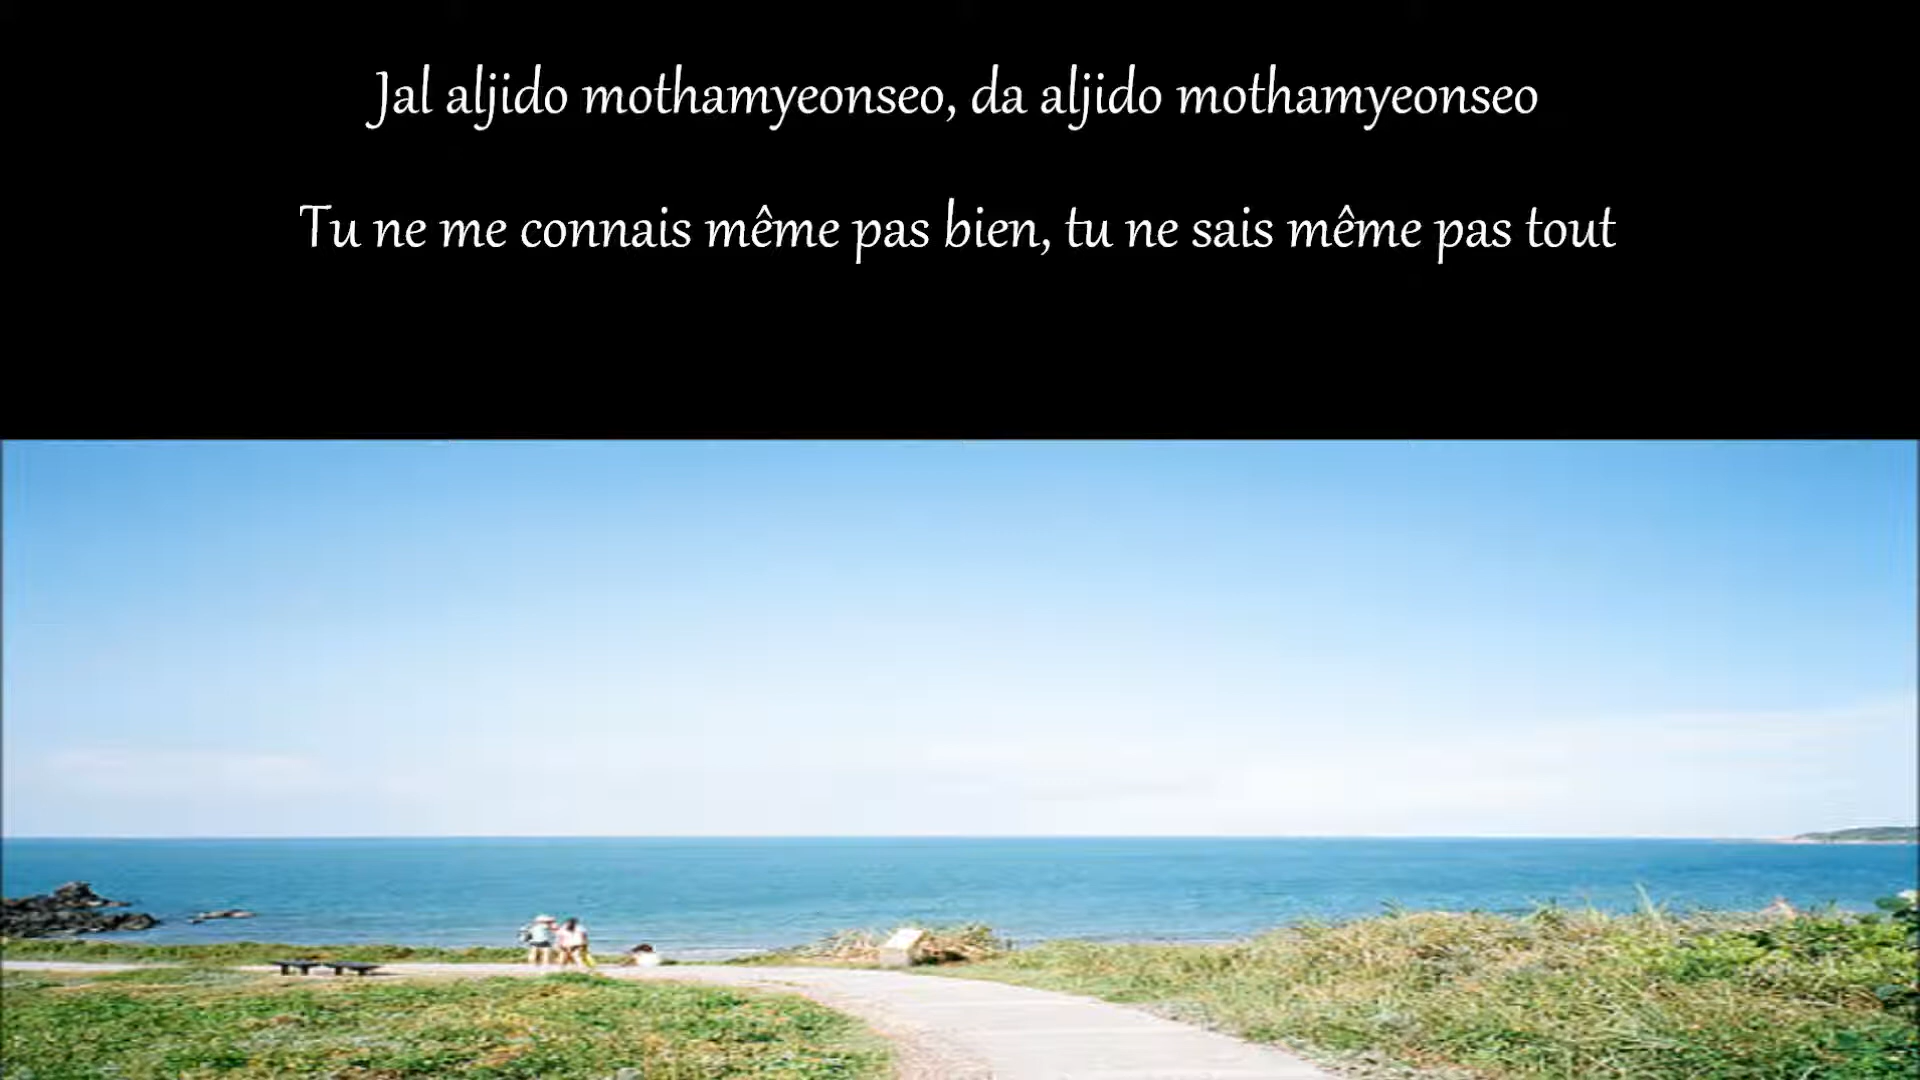 Jal aljido mothamyeonseo, da aljido mothamyeonseo
Tu ne me connais même pas bien, tu ne sais même pas tout